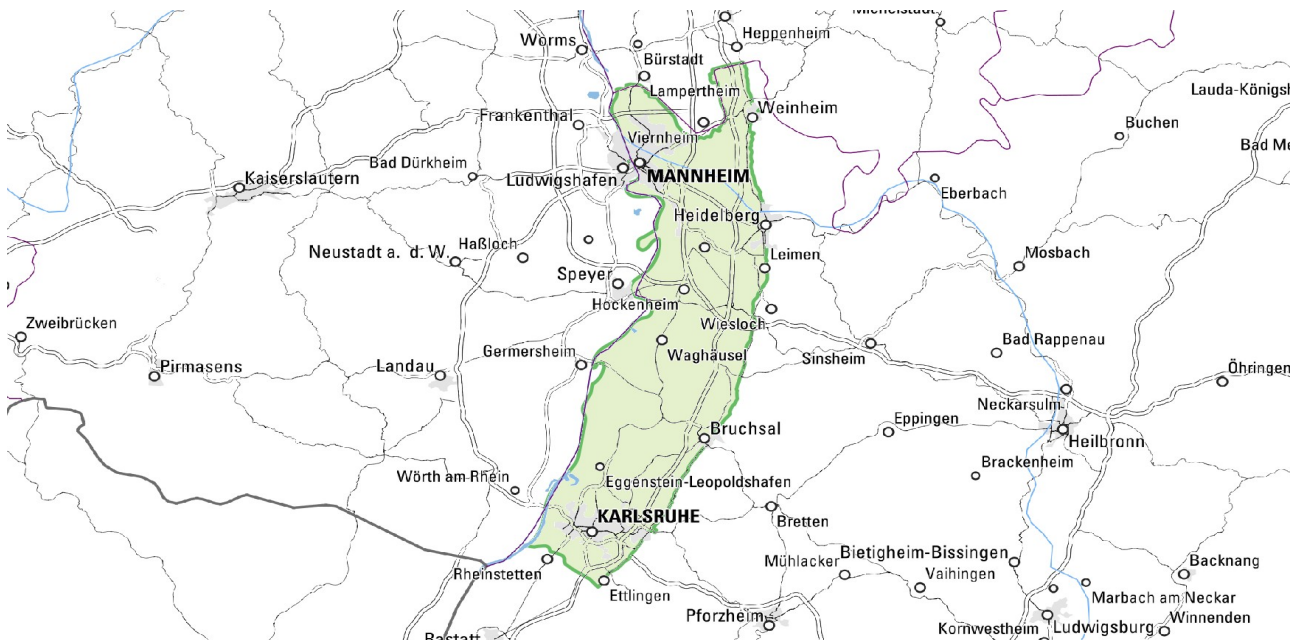 Michelstadt
Worms
Heppenheim
Bürstadt
Lampertheim
Lauda-Königsh
Weinheim
Frankenthal
Buchen
Viernheim
Bad Me
Bad Dürkheim
Kaiserslautern
Ludwigshafen
MANNHEIM
Eberbach
Heidelberg
Haßloch
Neustadt a. d. W.
Leimen
Mosbach
Speyer
Hockenheim
Zweibrücken
Wiesloch
Bad Rappenau
Germersheim
Waghäusel
Sinsheim
Pirmasens
Landau
Öhringen
Neckarsulm
Eppingen
Bruchsal
Heilbronn
Brackenheim
Wörth am Rhein
Eggenstein-Leopoldshafen
KARLSRUHE
Bretten
Bietigheim-Bissingen
Mühlacker
Backnang
Vaihingen
Rheinstetten
Ettlingen
Marbach am Neckar
Pforzheim
Winnenden
Kornwestheim
Ludwigsburg
Rastatt